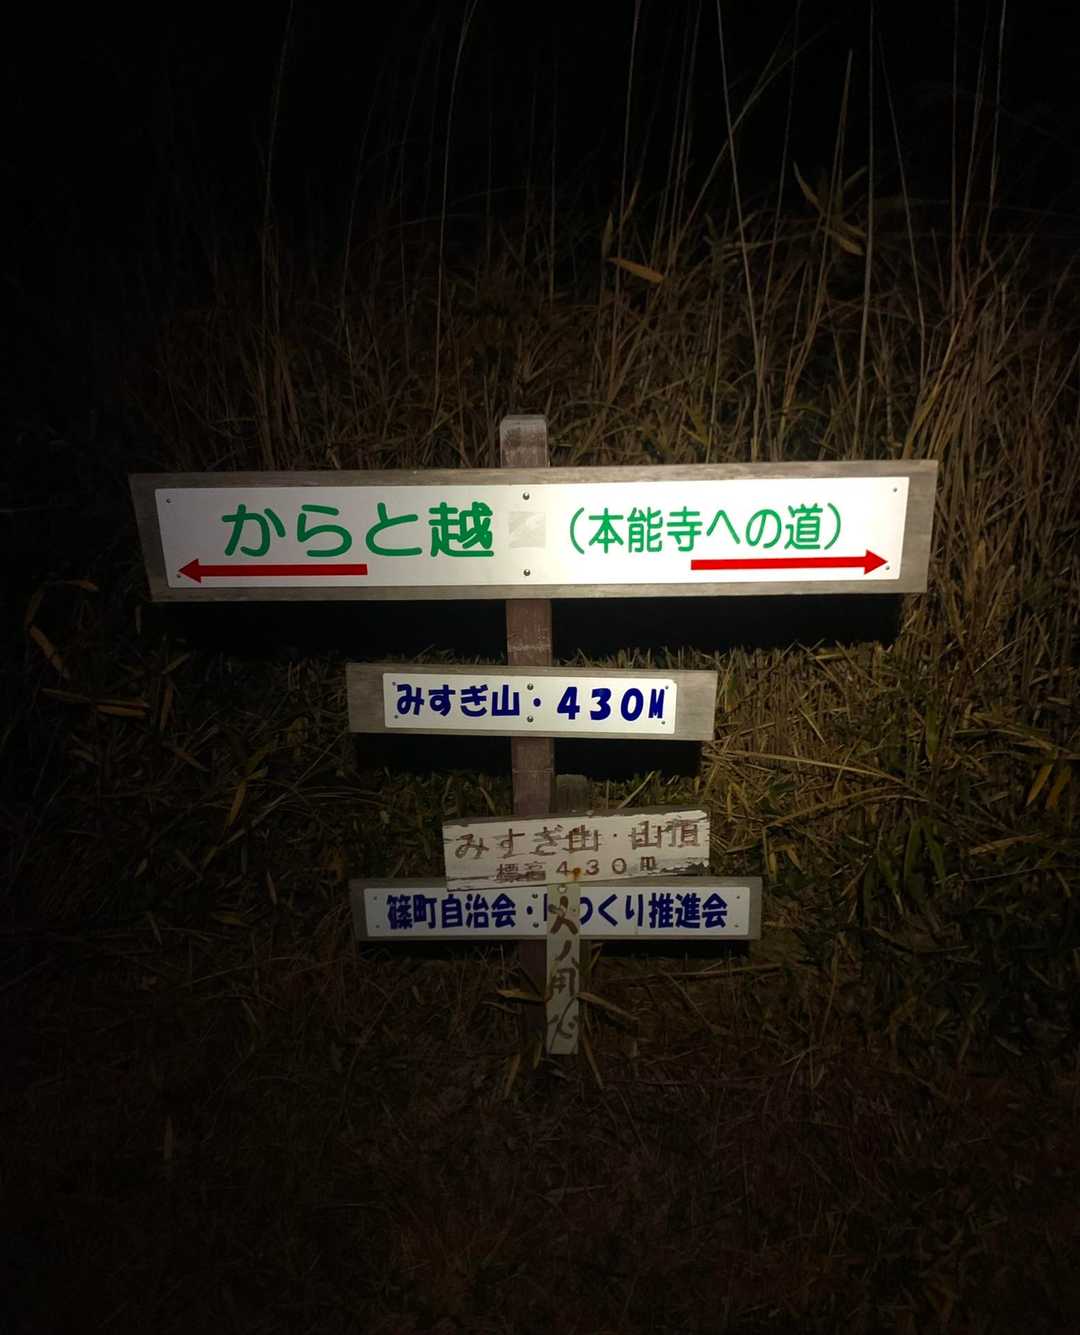 からと越 (本能寺への道)
みすぎ山・430M
みすぎ山・山頂
標高430m
篠町自治会・ つくり推進会